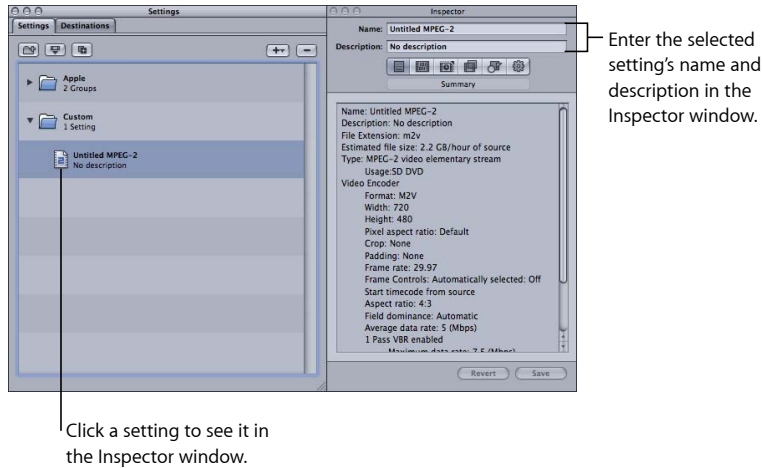 Settings
Settings Destinations
Apple
2 Groups
Custom
1 Setting
Untitled MPEG-2
No description
Inspector
Name: Untitled MPEG-2
Description: No description
Summary
Name: Untitled MPEG-2
Description: No description
File Extension: m2v
Estimated file size: 2.2 GB/hour of source
Type: MPEG-2 video elementary stream
Usage:SD DVD
Video Encoder
Format: M2V
Width: 720
Height: 480
Pixel aspect ratio: Default
Crop: None
Padding: None
Frame rate: 29.97
Frame Controls: Automatically selected: Off
Start timecode from source
Aspect ratio: 4:3
Field dominance: Automatic
Average data rate: 5 (Mbps)
1 Pass VBR enabled
Maximum data rate: 7.5 (Mbps)
Revert Save
Enter the selected
setting's name and
description in the
Inspector window.
Click a setting to see it in
the Inspector window.